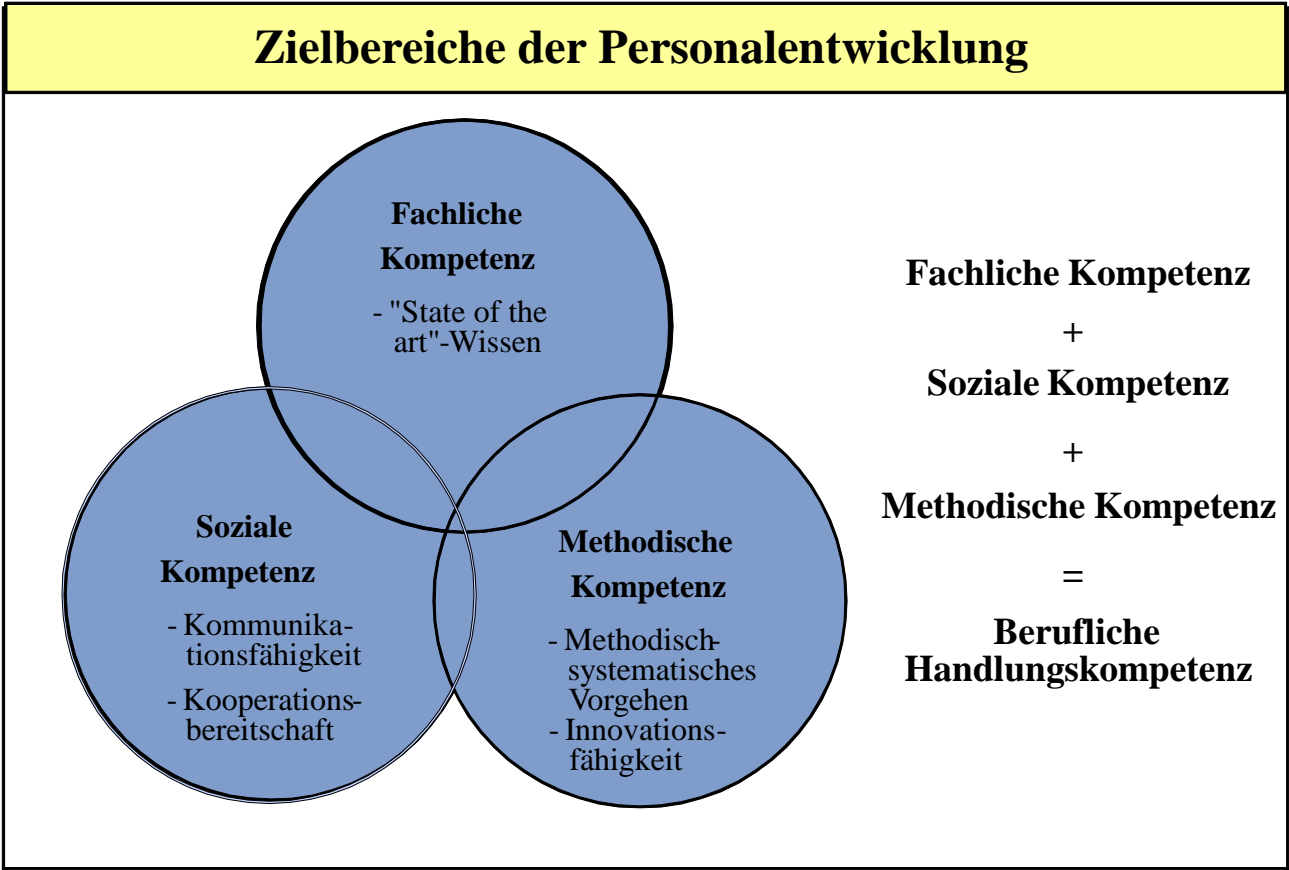 Zielbereiche der Personalentwicklung
Fachliche
Kompetenz
- "State of the
art"-Wissen
Soziale
Kompetenz
- Kommunika-
tionsfähigkeit
- Kooperations-
bereitschaft
Methodische
Kompetenz
- Methodisch-
systematisches
Vorgehen
- Innovations-
fähigkeit
Fachliche Kompetenz
+
Soziale Kompetenz
+
Methodische Kompetenz
=
Berufliche
Handlungskompetenz